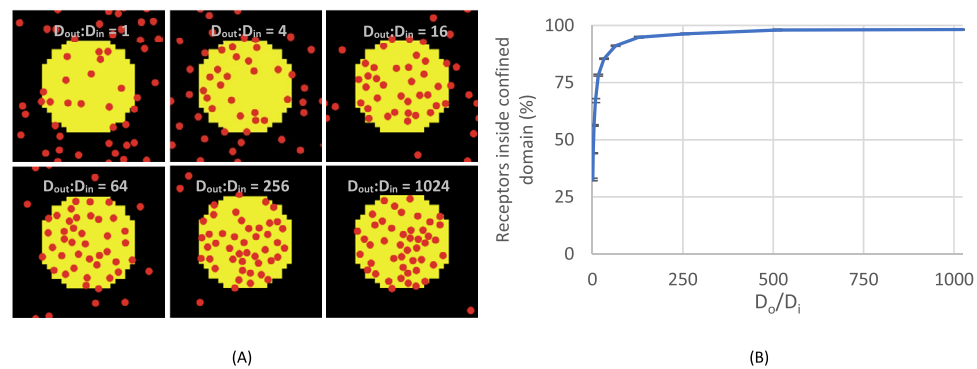 Dout:Din = 1
Dout:Din = 4
Dout:Din = 16
Dout:Din = 64
Dout:Din = 256
Dout:Din = 1024
(A)
Receptors inside confined
domain (%)
100
75
50
25
0
0
250
500
750
1000
Do/Di
(B)